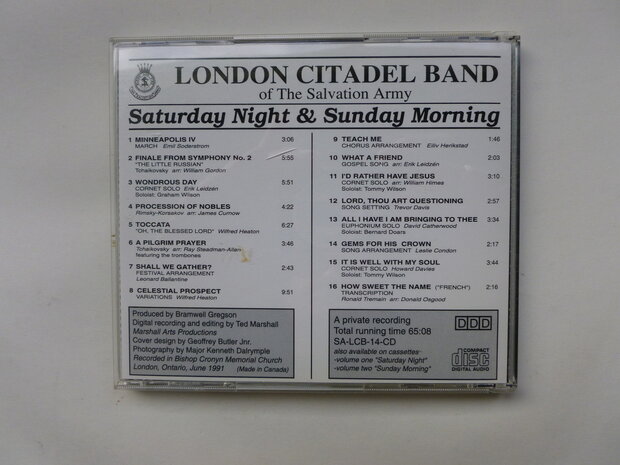 LONDON CITADEL BAND
of The Salvation Army
Saturday Night & Sunday Morning
1 MINNEAPOLIS IV 3:06
MARCH Emil Soderstrom
2 FINALE FROM SYMPHONY No. 2 5:55
"THE LITTLE RUSSIAN"
Tchaikovsky arr: William Gordon
3 WONDROUS DAY 5:51
CORNET SOLO Erik Leidzén
Soloist: Graham Wilson
4 PROCESSION OF NOBLES 4:22
Rimsky-Korsakov arr: James Curnow
5 TOCCATA 6:27
"OH, THE BLESSED LORD" Wilfred Heaton
6 A PILGRIM PRAYER 3:46
Tchaikovsky arr: Ray Steadman-Allen
featuring the trombones
7 SHALL WE GATHER? 2:43
FESTIVAL ARRANGEMENT
Leonard Ballantine
8 CELESTIAL PROSPECT 9:51
VARIATIONS Wilfred Heaton
9 TEACH ME 1:46
CHORUS ARRANGEMENT Eiliv Herikstad
10 WHAT A FRIEND 2:03
GOSPEL SONG Erik Leidzén
11 I'D RATHER HAVE JESUS 3:10
CORNET SOLO arr: William Himes
Soloist: Tommy Wilson
12 LORD, THOU ART QUESTIONING 2:57
SONG SETTING Trevor Davis
13 ALL I HAVE I AM BRINGING TO THEE 3:34
EUPHONIUM SOLO David Catherwood
Soloist: Bernard Doars
14 GEMS FOR HIS CROWN 2:17
SONG ARRANGEMENT Leslie Condon
15 IT IS WELL WITH MY SOUL 3:44
CORNET SOLO Howard Davies
Soloist: Tommy Wilson
16 HOW SWEET THE NAME ("FRENCH") 2:16
TRANSCRIPTION
Ronald Tremain arr: Donald Osgood
Produced by Bramwell Gregson
Digital recording and editing by Ted Marshall
Marshall Arts Productions
Cover design by Geoffrey Butler Jnr.
Photography by Major Kenneth Dalrymple
Recorded in Bishop Cronyn Memorial Church
London, Ontario, June 1991 (Made in Canada)
A private recording
Total running time 65:08
SA-LCB-14-CD
also available on cassettes-
-volume one "Saturday Night"
-volume two "Sunday Morning"
DDD
COMPACT
disc
DIGITAL AUDIO